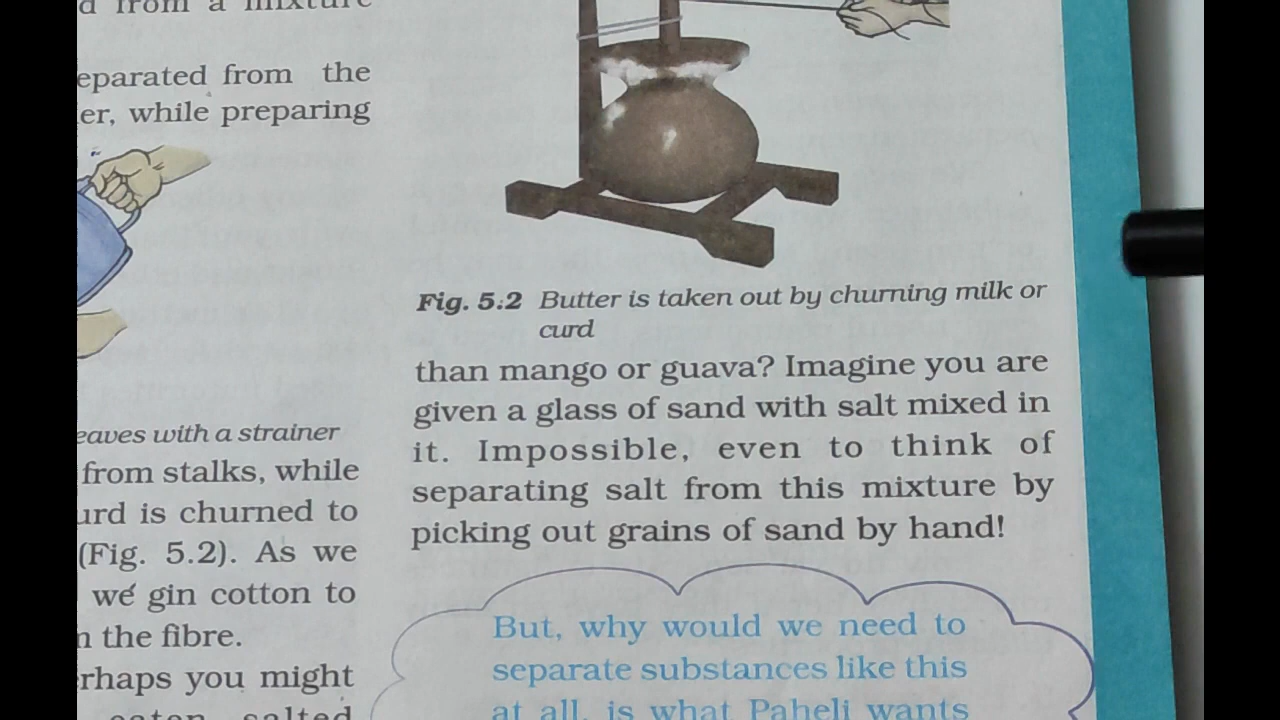 d from a mixture
eparated from the
er, while preparing
eaves with a strainer
from stalks, while
urd is churned to
(Fig. 5.2). As we
we gin cotton to
n the fibre.
rhaps you might
eaten salted
Fig. 5.2 Butter is taken out by churning milk or
curd
than mango or guava? Imagine you are
given a glass of sand with salt mixed in
it. Impossible, even to think of
separating salt from this mixture by
picking out grains of sand by hand!
But, why would we need to
separate substances like this
at all, is what Paheli wants